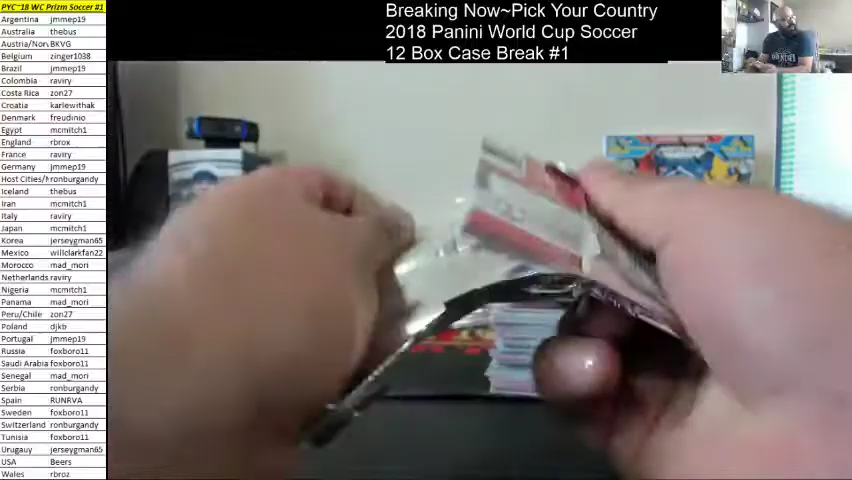 PYC~18 WC Prizm Soccer #1
Argentina jmmep19
Australia thebus
Austria/Nor BKVG
Belgium zinger1038
Brazil jmmep19
Colombia raviry
Costa Rica zon27
Croatia karlewithak
Denmark freudinio
Egypt mcmitch1
England rbrox
France raviry
Germany jmmep19
Host Cities/H ronburgandy
Iceland thebus
Iran mcmitch1
Italy raviry
Japan mcmitch1
Korea jerseygman65
Mexico willclarkfan22
Morocco mad_mori
Netherlands raviry
Nigeria mcmitch1
Panama mad_mori
Peru/Chile zon27
Poland djkb
Portugal jmmep19
Russia foxboro11
Saudi Arabia foxboro11
Senegal mad_mori
Serbia ronburgandy
Spain RUNRVA
Sweden foxboro11
Switzerland ronburgandy
Tunisia foxboro11
Urugauy jerseygman65
USA Beers
Wales rbroz
Breaking Now~Pick Your Country
2018 Panini World Cup Soccer
12 Box Case Break #1